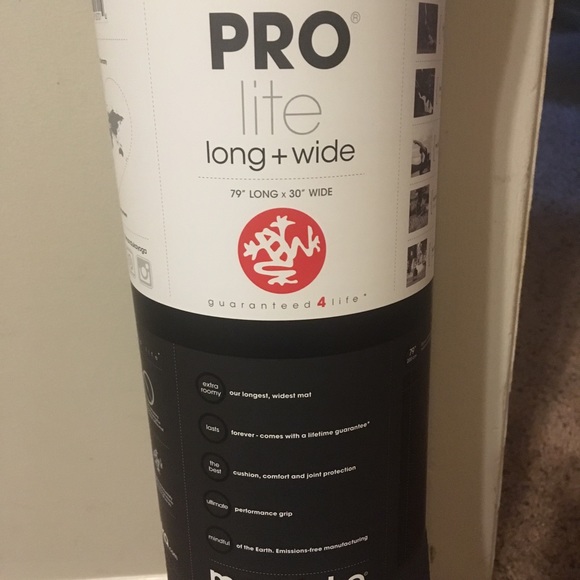 PRO®
lite
long + wide
79" LONG x 30" WIDE
guaranteed 4 life*
extra roomy our longest, widest mat
lasts forever - comes with a lifetime guarantee*
the best cushion, comfort and joint protection
ultimate performance grip
mindful of the Earth. Emissions-free manufacturing